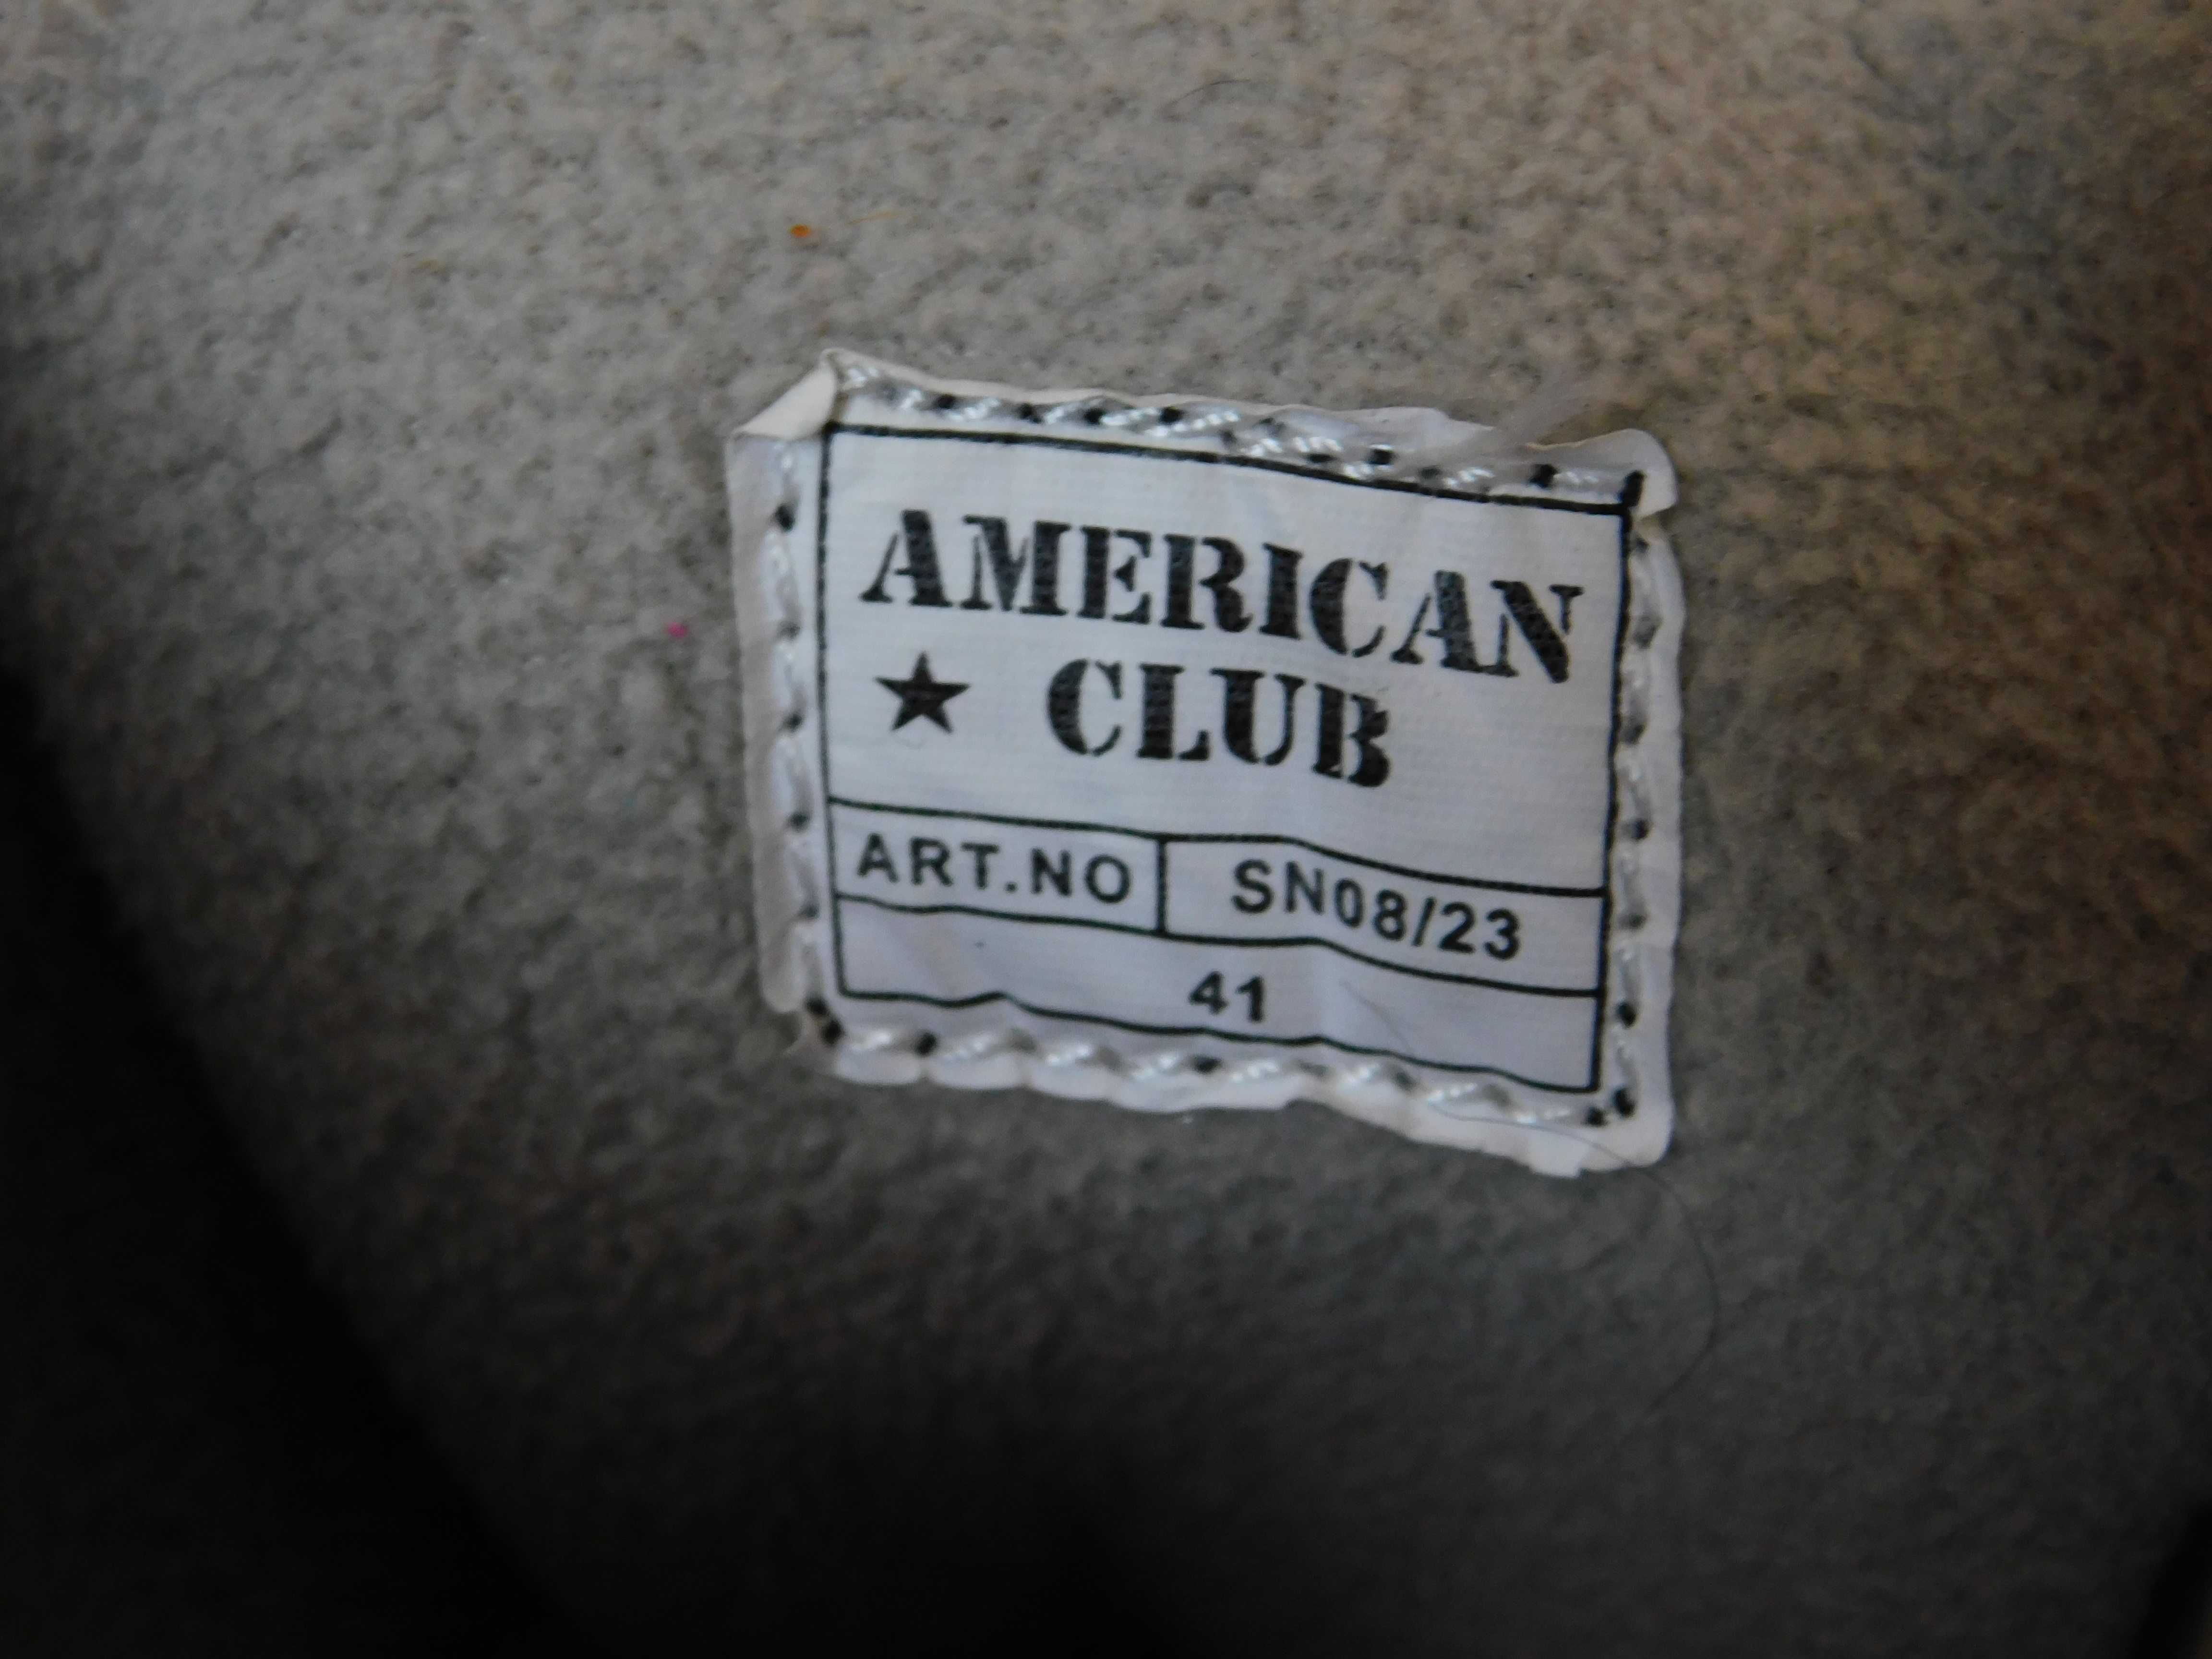 AMERICAN
★ CLUB
ART.NO SN08/23
41